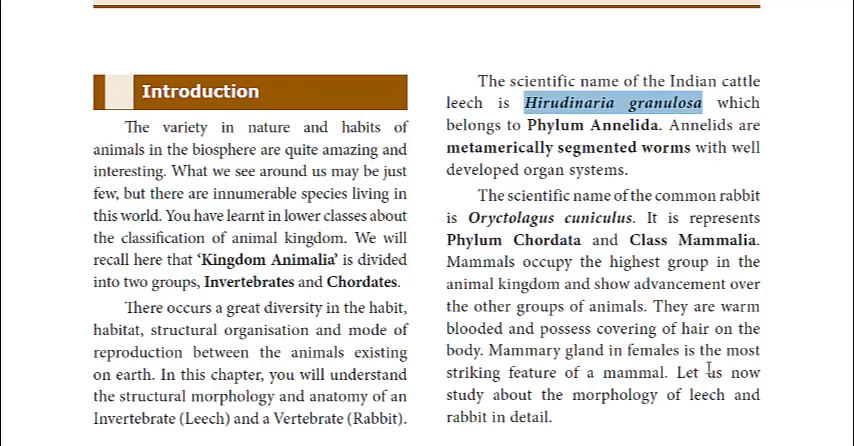 Introduction
The variety in nature and habits of
animals in the biosphere are quite amazing and
interesting. What we see around us may be just
few, but there are innumerable species living in
this world. You have learnt in lower classes about
the classification of animal kingdom. We will
recall here that ‘Kingdom Animalia’ is divided
into two groups, Invertebrates and Chordates.
There occurs a great diversity in the habit,
habitat, structural organisation and mode of
reproduction between the animals existing
on earth. In this chapter, you will understand
the structural morphology and anatomy of an
Invertebrate (Leech) and a Vertebrate (Rabbit).
The scientific name of the Indian cattle
leech is Hirudinaria granulosa which
belongs to Phylum Annelida. Annelids are
metamerically segmented worms with well
developed organ systems.
The scientific name of the common rabbit
is Oryctolagus cuniculus. It is represents
Phylum Chordata and Class Mammalia.
Mammals occupy the highest group in the
animal kingdom and show advancement over
the other groups of animals. They are warm
blooded and possess covering of hair on the
body. Mammary gland in females is the most
striking feature of a mammal. Let us now
study about the morphology of leech and
rabbit in detail.